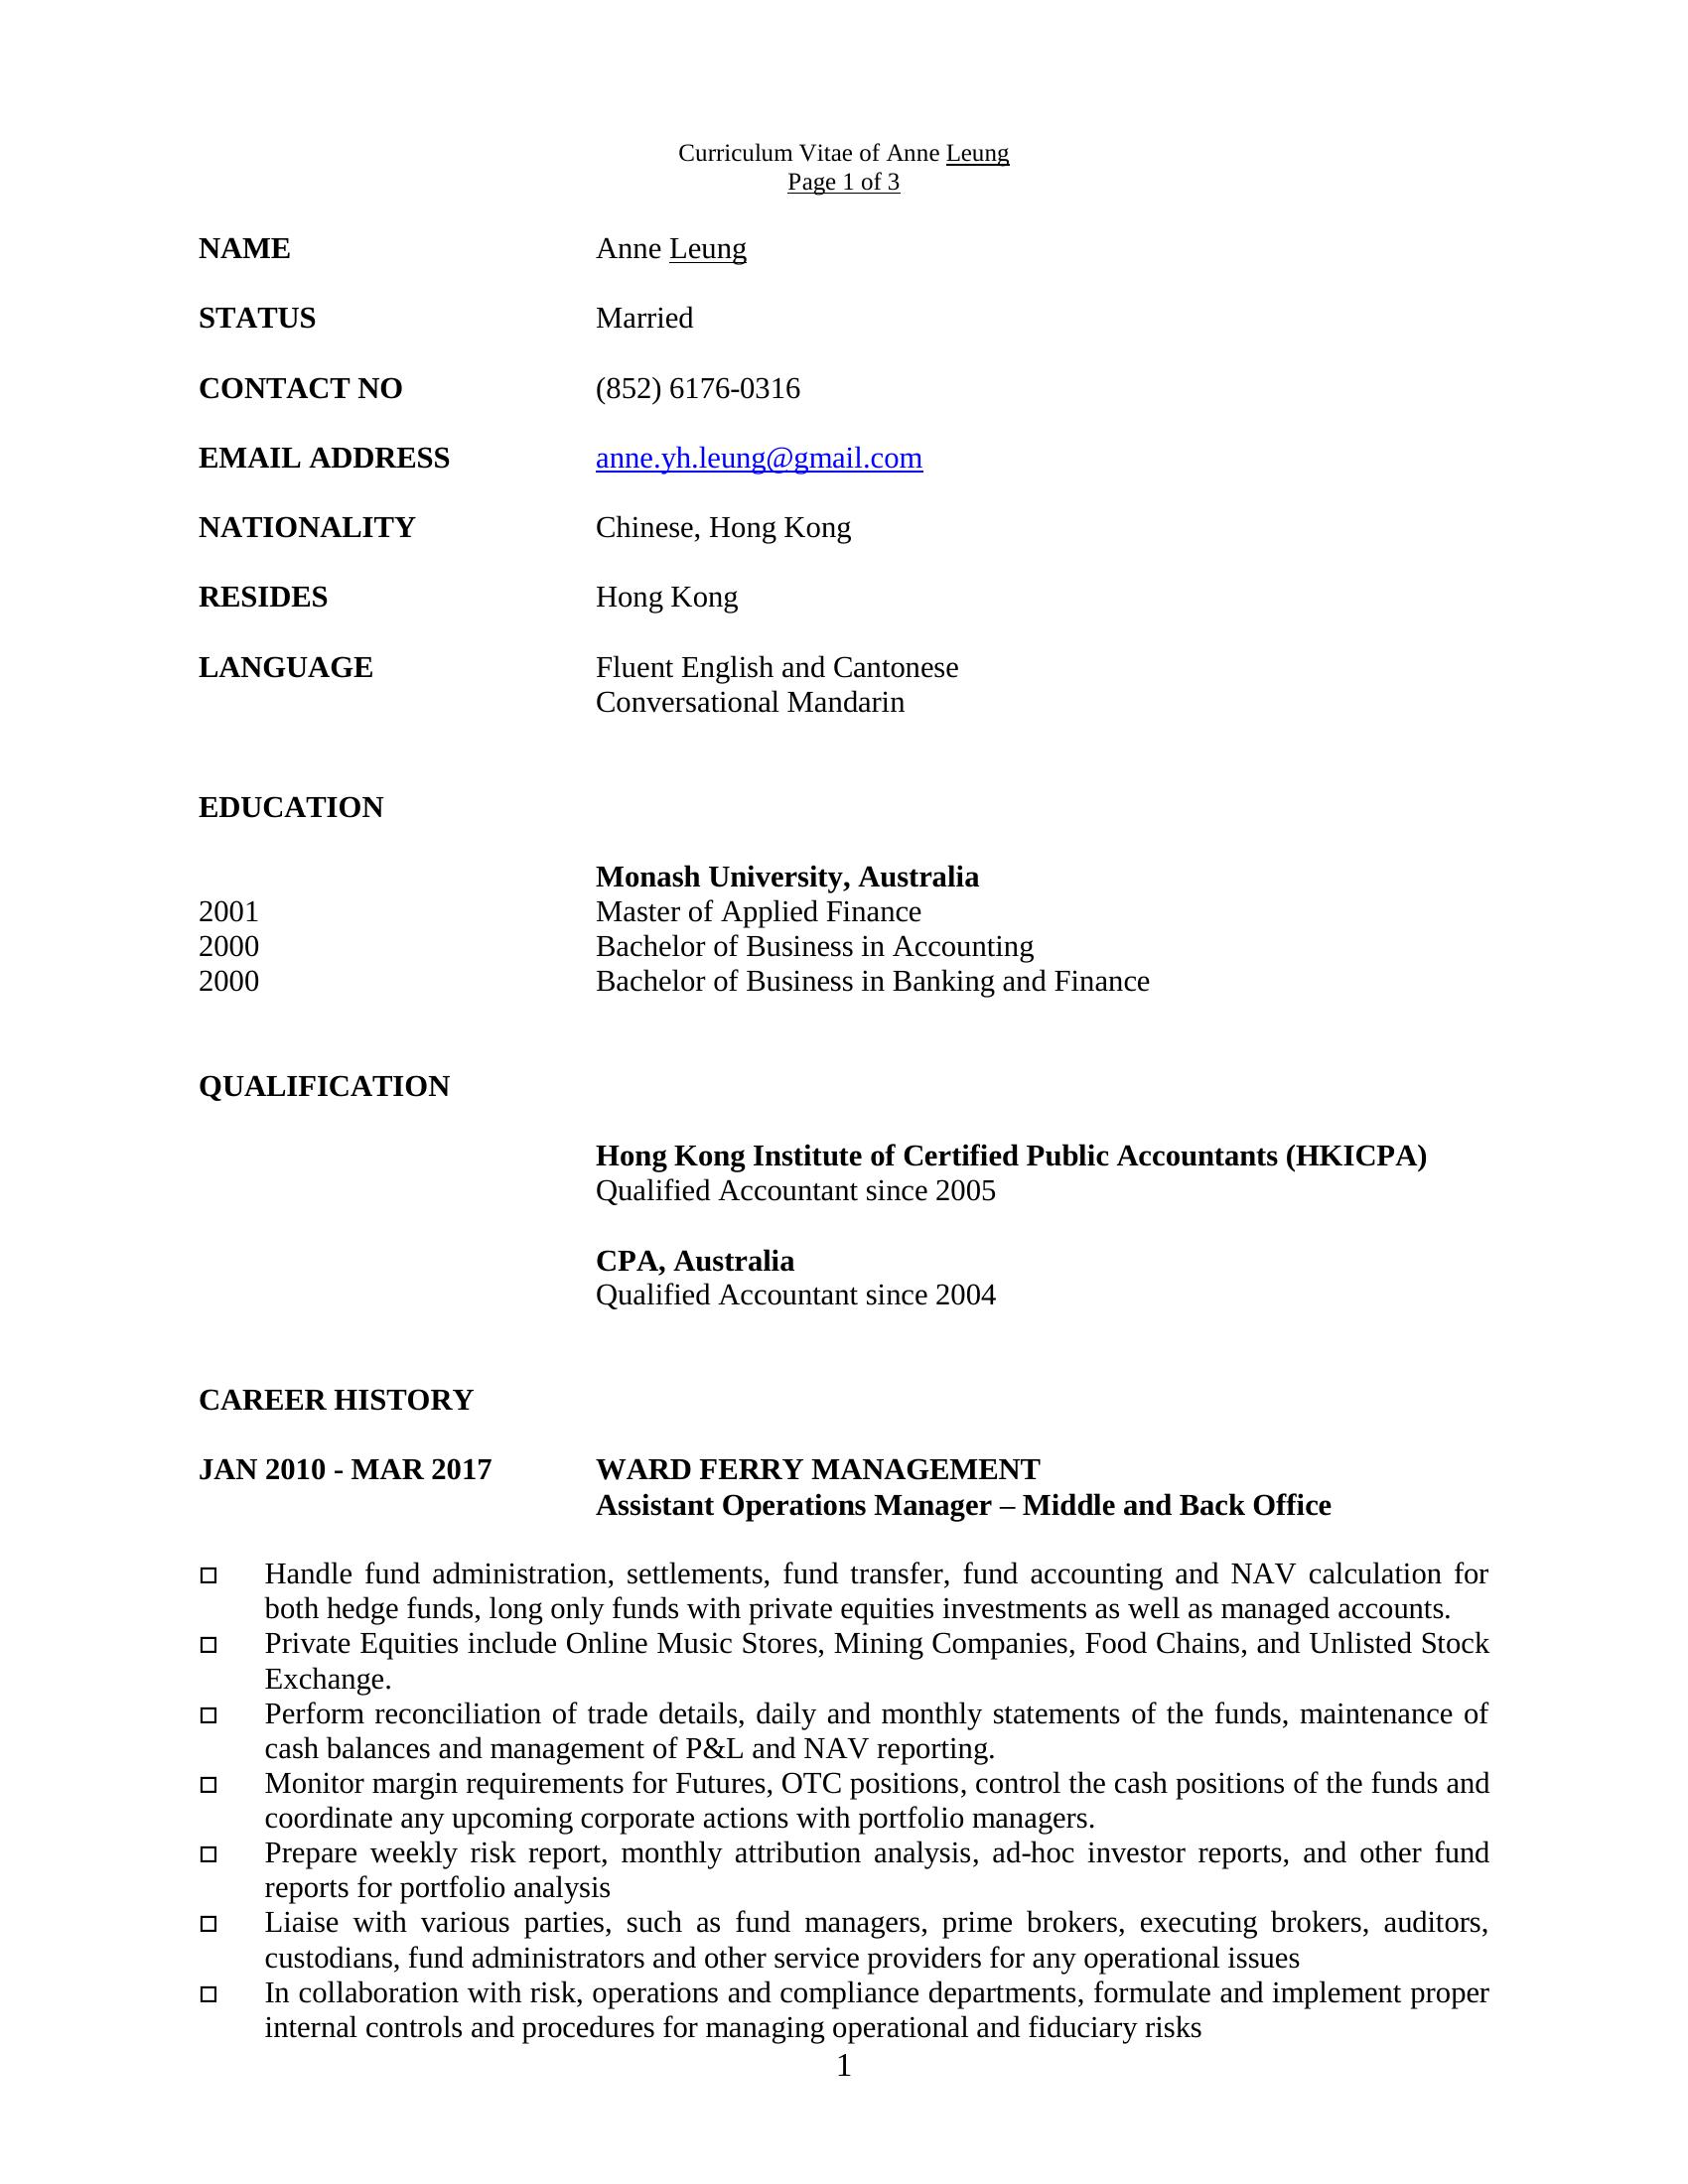 Curriculum Vitae of Anne Leung
Page 1 of 3
NAME Anne Leung
STATUS Married
CONTACT NO (852) 6176-0316
EMAIL ADDRESS anne.yh.leung@gmail.com
NATIONALITY Chinese, Hong Kong
RESIDES Hong Kong
LANGUAGE Fluent English and Cantonese
Conversational Mandarin
EDUCATION
Monash University, Australia
2001 Master of Applied Finance
2000 Bachelor of Business in Accounting
2000 Bachelor of Business in Banking and Finance
QUALIFICATION
Hong Kong Institute of Certified Public Accountants (HKICPA)
Qualified Accountant since 2005
CPA, Australia
Qualified Accountant since 2004
CAREER HISTORY
JAN 2010 - MAR 2017 WARD FERRY MANAGEMENT
Assistant Operations Manager – Middle and Back Office
□ Handle fund administration, settlements, fund transfer, fund accounting and NAV calculation for
both hedge funds, long only funds with private equities investments as well as managed accounts.
□ Private Equities include Online Music Stores, Mining Companies, Food Chains, and Unlisted Stock
Exchange.
□ Perform reconciliation of trade details, daily and monthly statements of the funds, maintenance of
cash balances and management of P&L and NAV reporting.
□ Monitor margin requirements for Futures, OTC positions, control the cash positions of the funds and
coordinate any upcoming corporate actions with portfolio managers.
□ Prepare weekly risk report, monthly attribution analysis, ad-hoc investor reports, and other fund
reports for portfolio analysis
□ Liaise with various parties, such as fund managers, prime brokers, executing brokers, auditors,
custodians, fund administrators and other service providers for any operational issues
□ In collaboration with risk, operations and compliance departments, formulate and implement proper
internal controls and procedures for managing operational and fiduciary risks
1